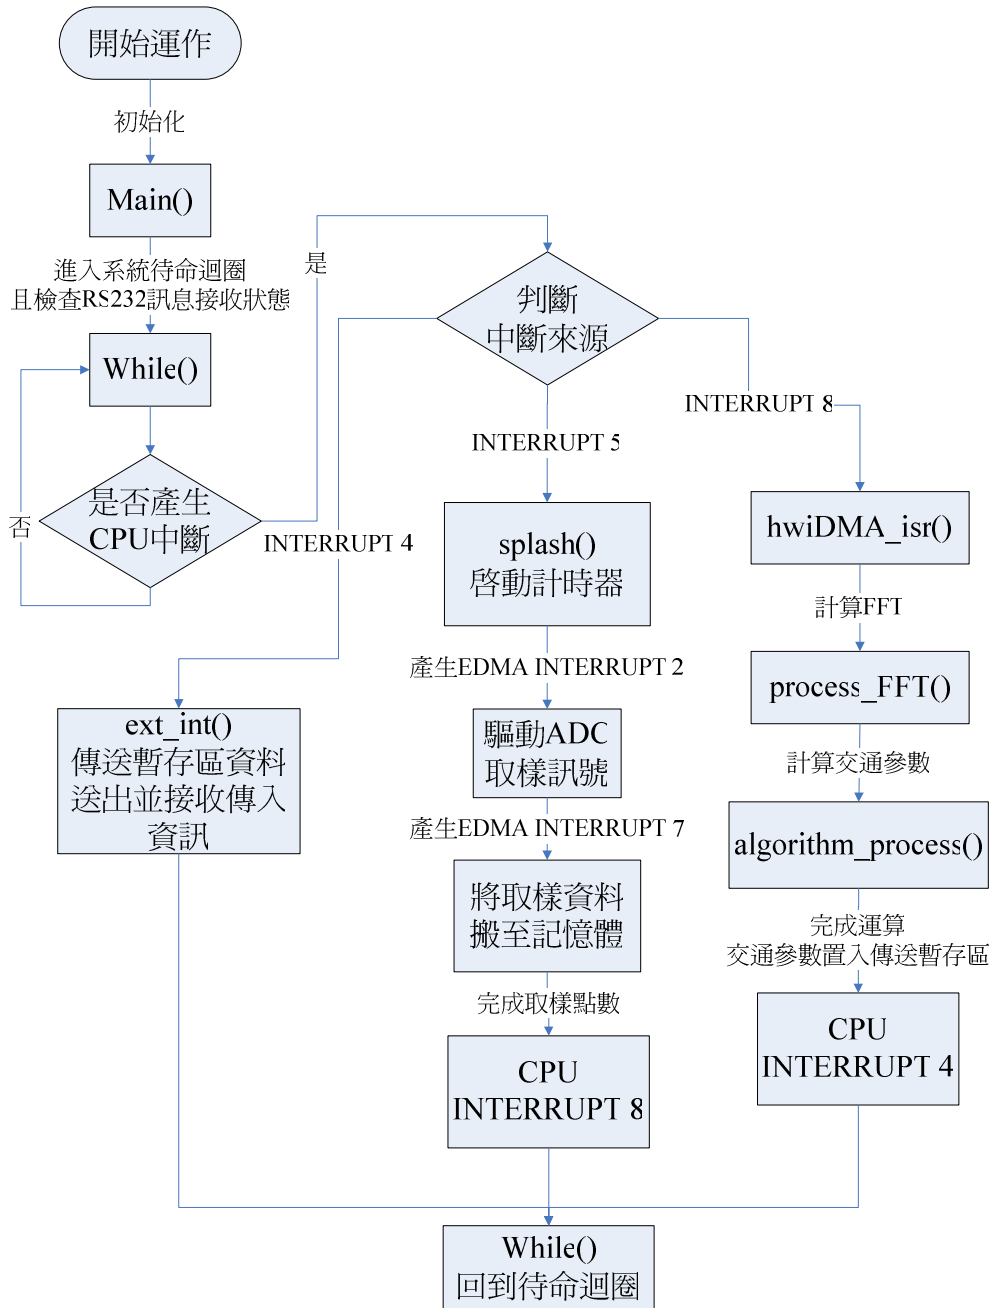 開始運作
初始化
Main()
進入系統待命迴圈
且檢查RS232訊息接收狀態
While()
是否產生
CPU中斷
否
是
判斷
中斷來源
INTERRUPT 4
ext_int()
傳送暫存區資料
送出並接收傳入
資訊
INTERRUPT 5
splash()
啓動計時器
產生EDMA INTERRUPT 2
驅動ADC
取樣訊號
產生EDMA INTERRUPT 7
將取樣資料
搬至記憶體
完成取樣點數
CPU
INTERRUPT 8
INTERRUPT 8
hwiDMA_isr()
計算FFT
process_FFT()
計算交通參數
algorithm_process()
完成運算
交通參數置入傳送暫存區
CPU
INTERRUPT 4
While()
回到待命迴圈